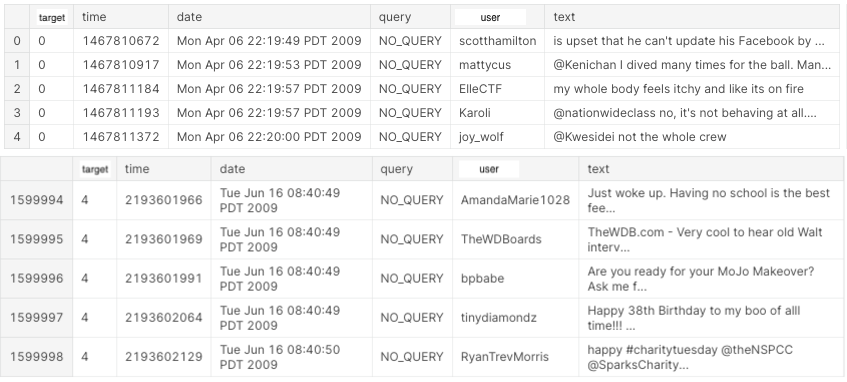 target time date query user text
0 0 1467810672 Mon Apr 06 22:19:49 PDT 2009 NO_QUERY scotthamilton is upset that he can't update his Facebook by ...
1 0 1467810917 Mon Apr 06 22:19:53 PDT 2009 NO_QUERY mattycus @Kenichan I dived many times for the ball. Man...
2 0 1467811184 Mon Apr 06 22:19:57 PDT 2009 NO_QUERY ElleCTF my whole body feels itchy and like its on fire
3 0 1467811193 Mon Apr 06 22:19:57 PDT 2009 NO_QUERY Karoli @nationwideclass no, it's not behaving at all....
4 0 1467811372 Mon Apr 06 22:20:00 PDT 2009 NO_QUERY joy_wolf @Kwesidei not the whole crew
target time date query user text
1599994 4 2193601966 Tue Jun 16 08:40:49 PDT 2009 NO_QUERY AmandaMarie1028 Just woke up. Having no school is the best fee...
1599995 4 2193601969 Tue Jun 16 08:40:49 PDT 2009 NO_QUERY TheWDBoards TheWDB.com - Very cool to hear old Walt interv...
1599996 4 2193601991 Tue Jun 16 08:40:49 PDT 2009 NO_QUERY bpbabe Are you ready for your MoJo Makeover? Ask me f...
1599997 4 2193602064 Tue Jun 16 08:40:49 PDT 2009 NO_QUERY tinydiamondz Happy 38th Birthday to my boo of alll time!!! ...
1599998 4 2193602129 Tue Jun 16 08:40:50 PDT 2009 NO_QUERY RyanTrevMorris happy #charitytuesday @theNSPCC @SparksCharity...